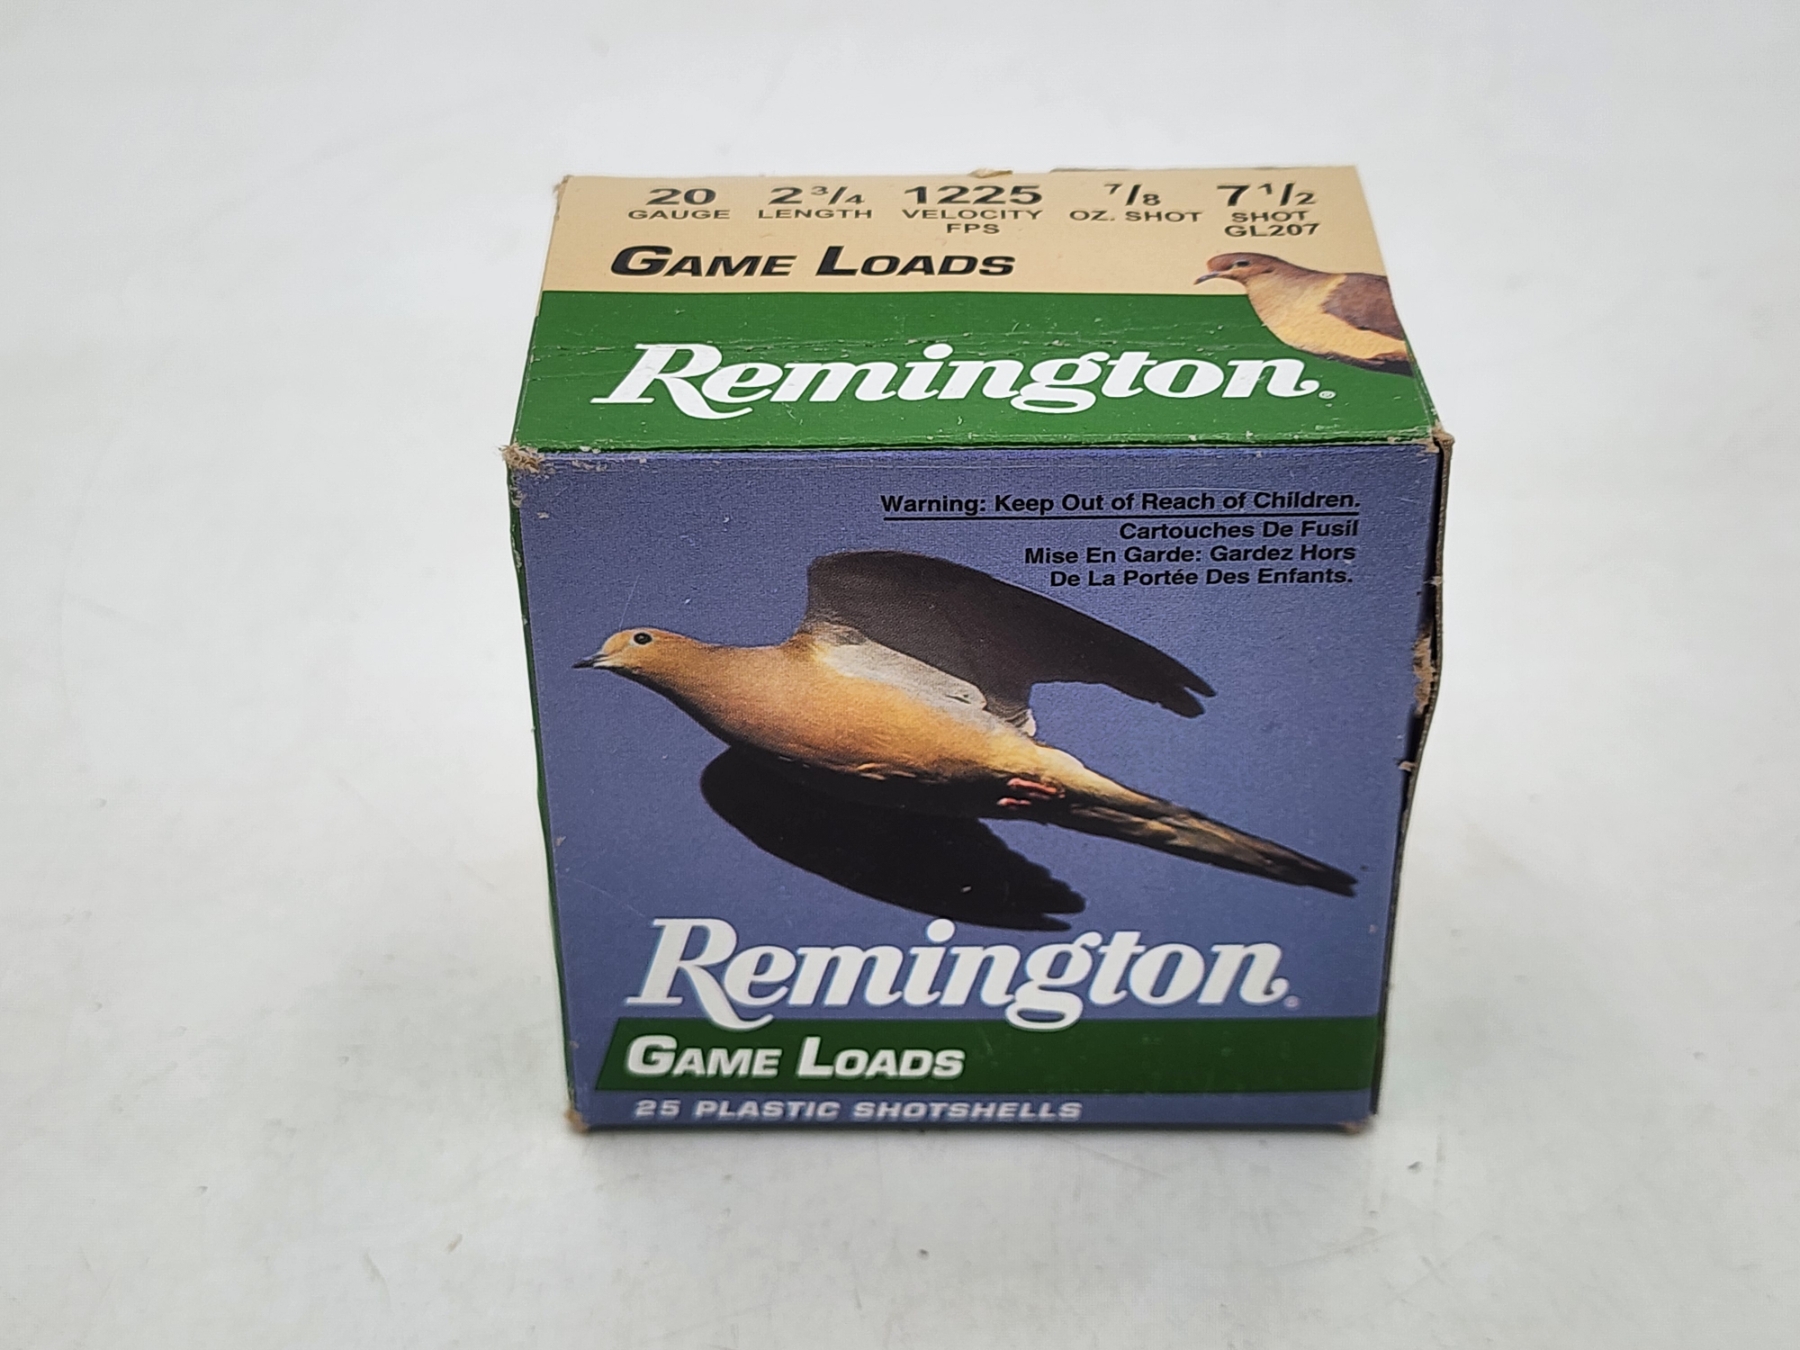 20 2 3/4 1225 7/8 7 1/2
GAUGE LENGTH VELOCITY OZ. SHOT SHOT
FPS GL207
GAME LOADS
Remington®
Warning: Keep Out of Reach of Children.
Cartouches De Fusil
Mise En Garde: Gardez Hors
De La Portée Des Enfants.
Remington®
GAME LOADS
25 PLASTIC SHOTSHELLS